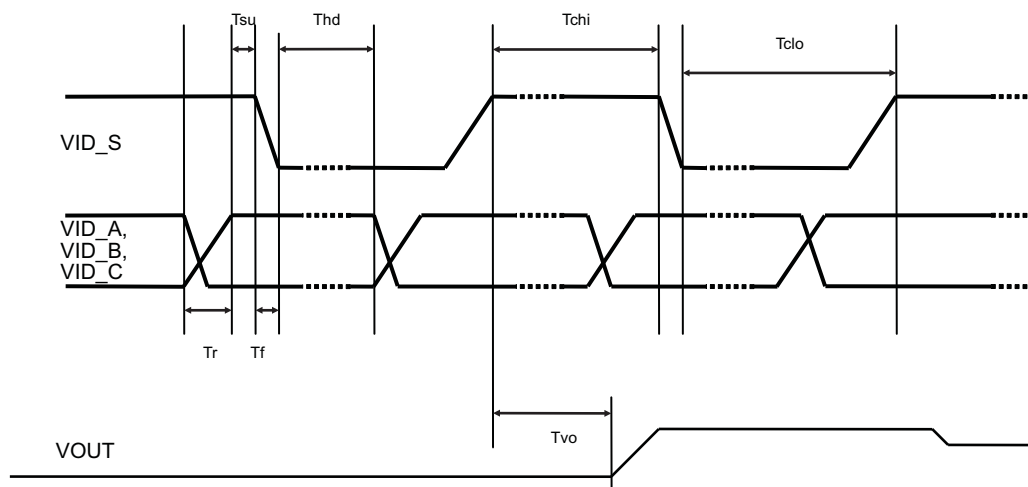 Tsu
Thd
Tchi
Tclo
VID_S
VID_A,
VID_B,
VID_C
Tr
Tf
Tvo
VOUT